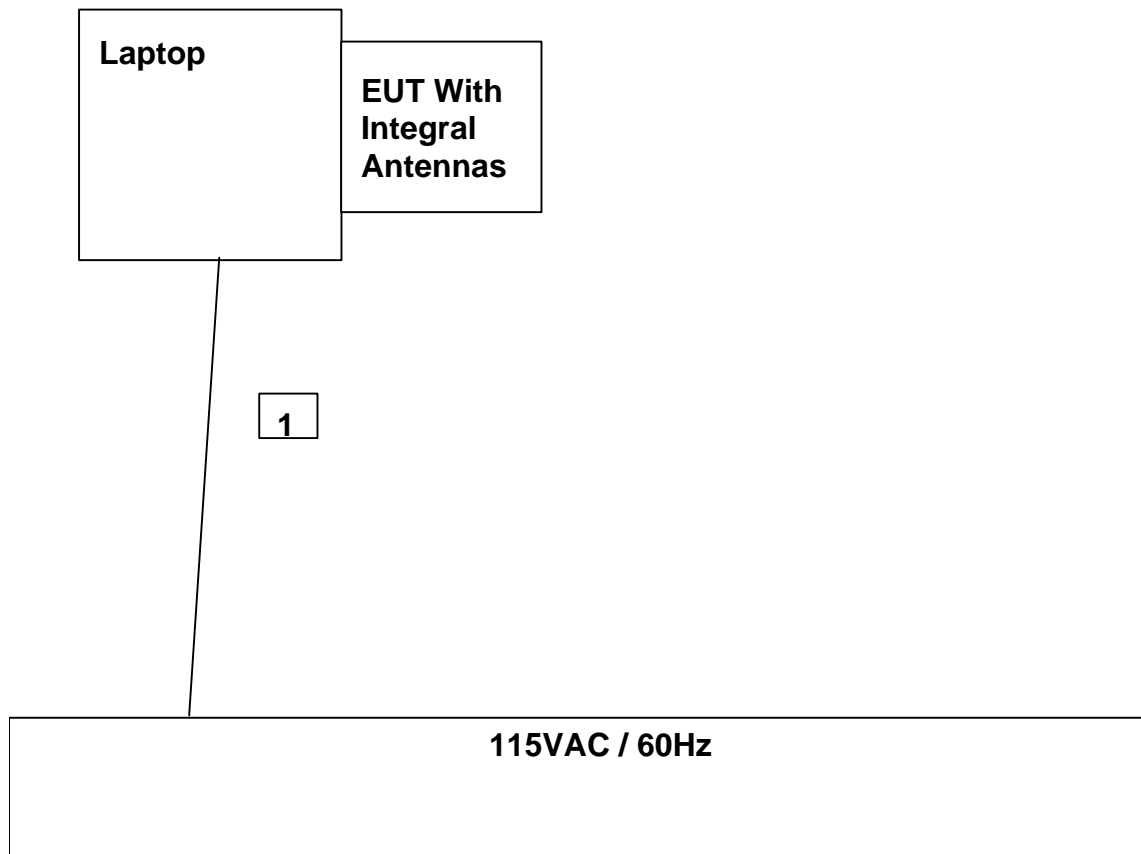 Laptop
EUT With
Integral
Antennas
1
115VAC / 60Hz